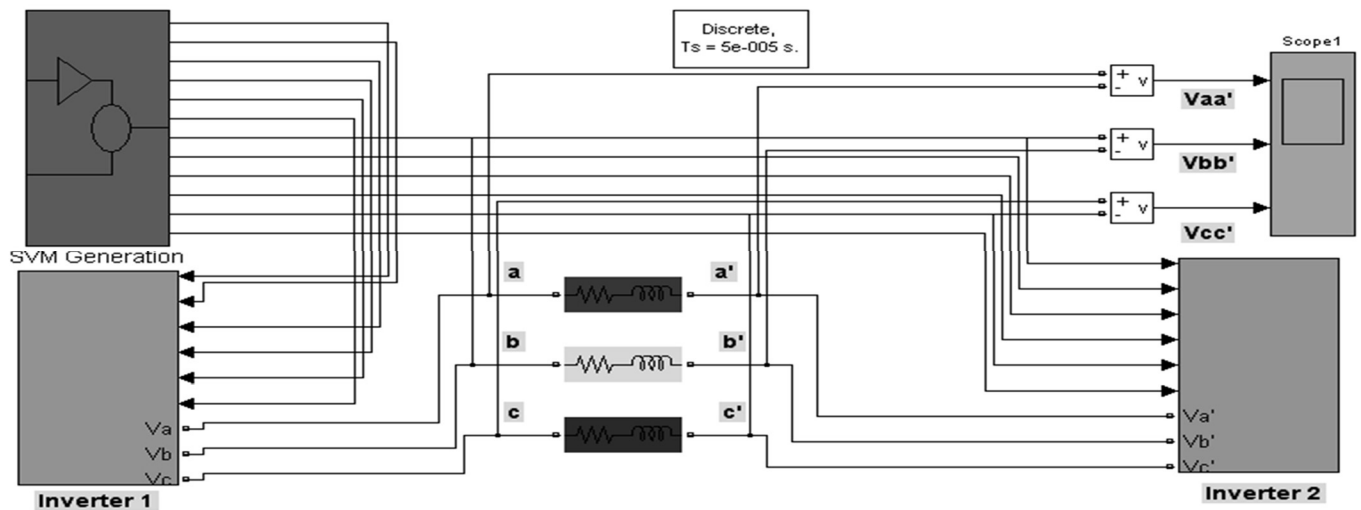 Discrete,
Ts = 5e-005 s.
Scope1
+
-
v
Vaa'
+
-
v
Vbb'
+
-
v
Vcc'
SVM Generation
a
a'
b
b'
c
c'
Va
Vb
Vc
Inverter 1
Va'
Vb'
Vc'
Inverter 2